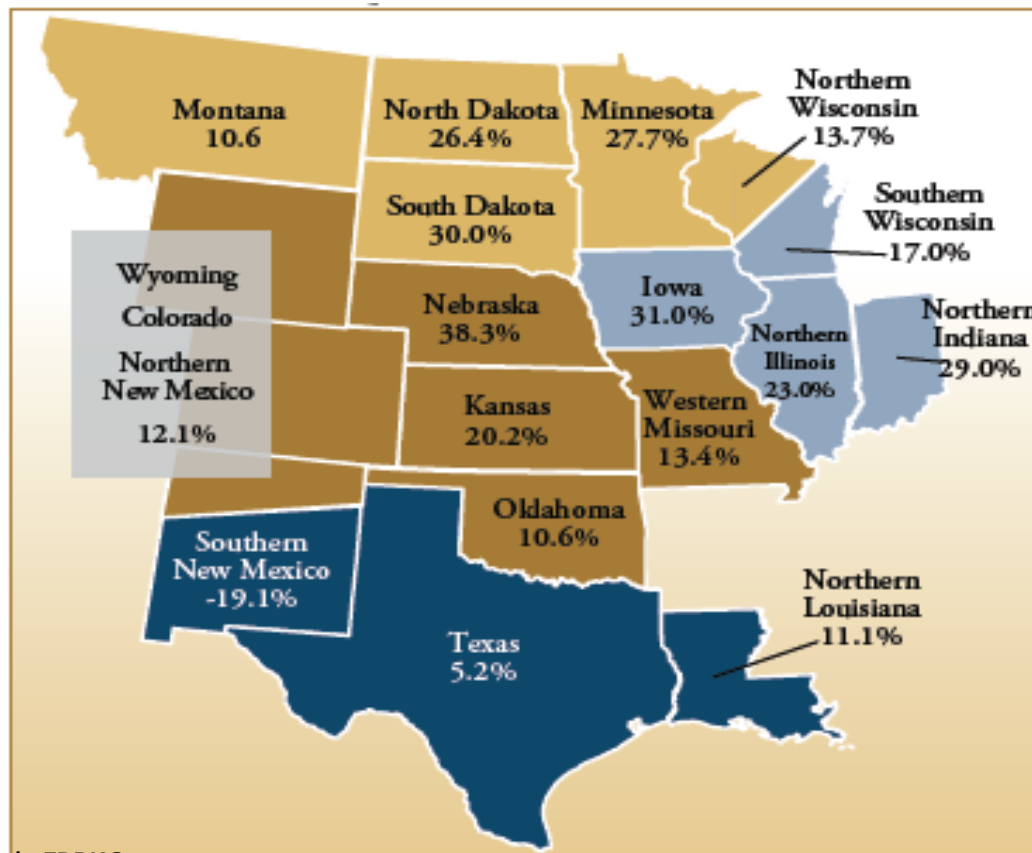 Montana
10.6
North Dakota
26.4%
Minnesota
27.7%
Northern
Wisconsin
13.7%
South Dakota
30.0%
Southern
Wisconsin
17.0%
Wyoming
Colorado
Northern
New Mexico
12.1%
Nebraska
38.3%
Iowa
31.0%
Northern
Illinois
23.0%
Northern
Indiana
29.0%
Kansas
20.2%
Western
Missouri
13.4%
Oklahoma
10.6%
Southern
New Mexico
-19.1%
Texas
5.2%
Northern
Louisiana
11.1%